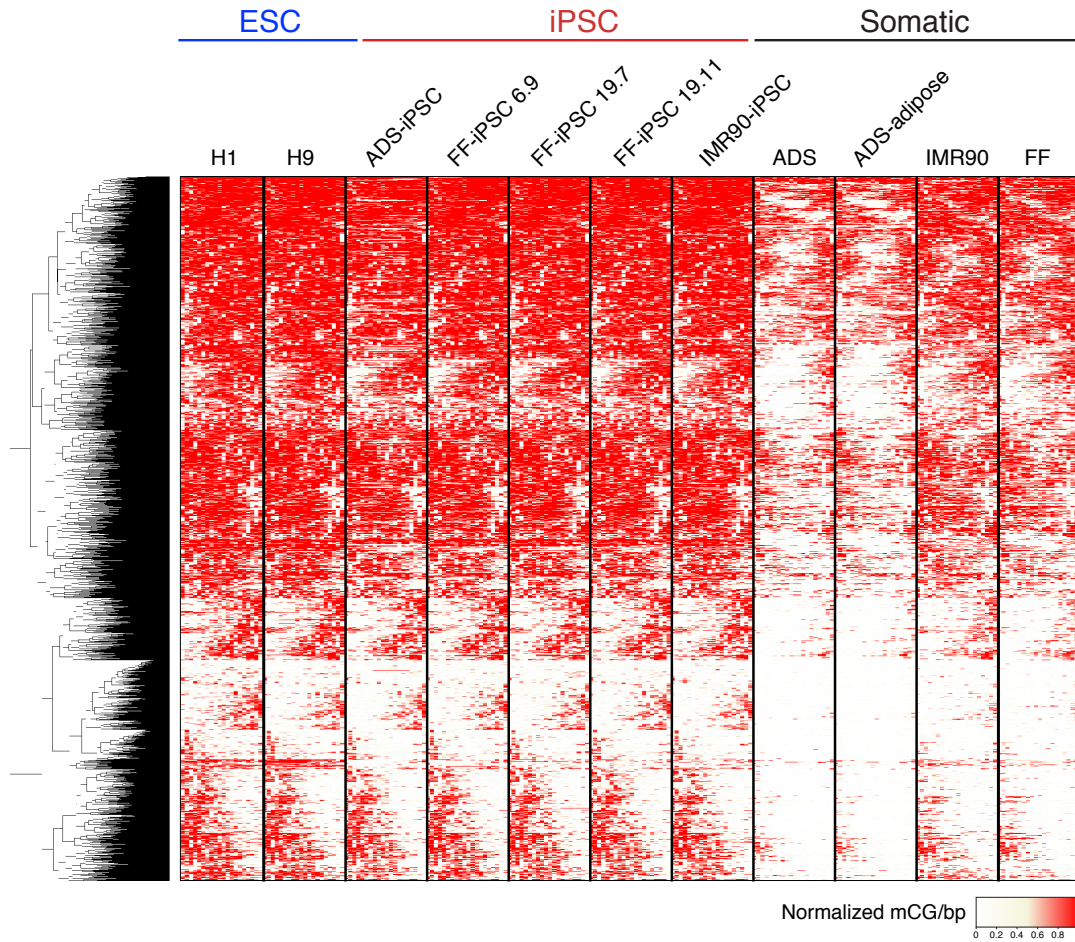 ESC iPSC Somatic
H1 H9 ADS-iPSC FF-iPSC 6.9 FF-iPSC 19.7 FF-iPSC 19.11 IMR90-iPSC ADS ADS-adipose IMR90 FF
Normalized mCG/bp
0 0.2 0.4 0.6 0.8